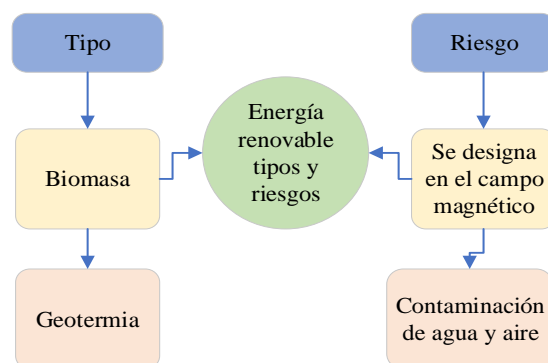 Tipo
Riesgo
Energía
renovable
tipos y
riesgos
Biomasa
Se designa
en el campo
magnético
Geotermia
Contaminación
de agua y aire